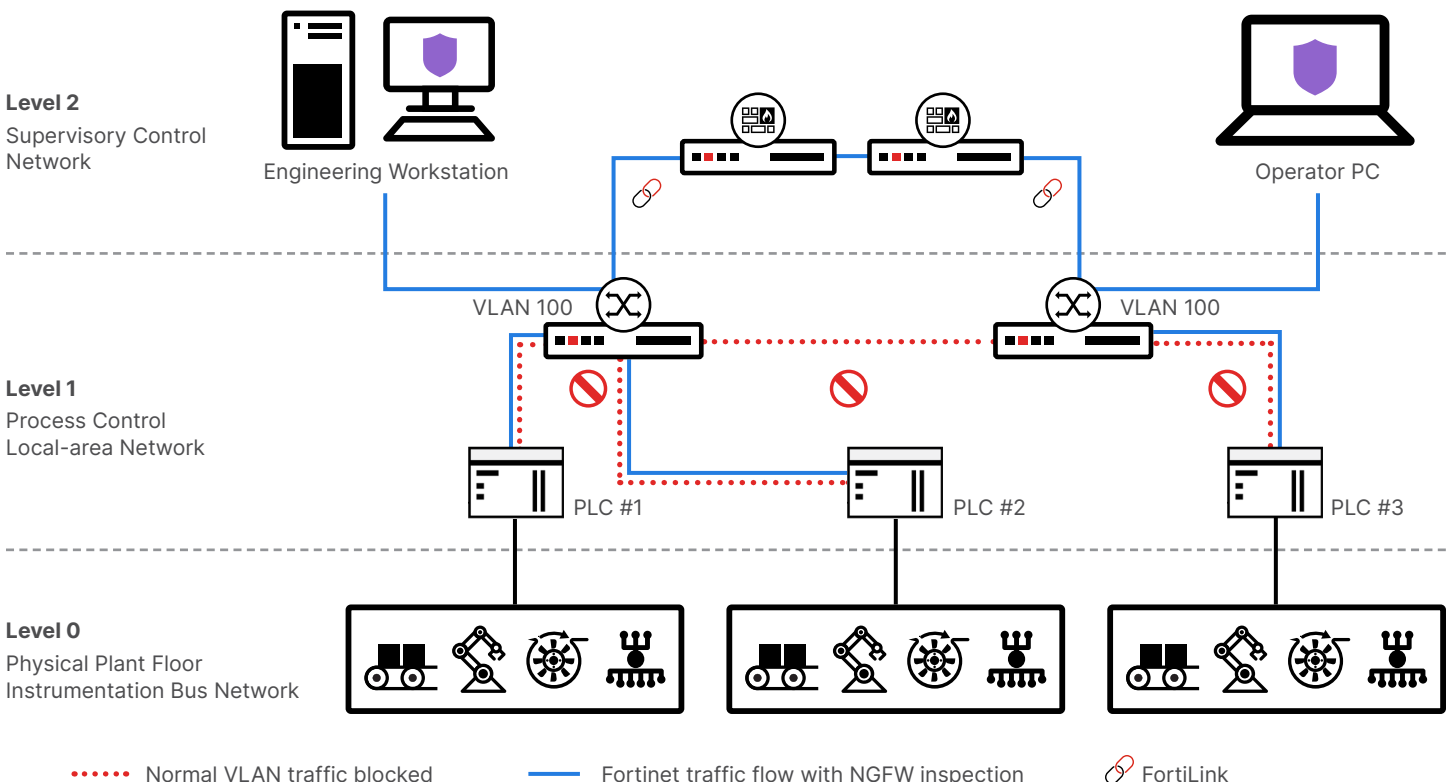 Level 2
Supervisory Control
Network
Engineering Workstation
Operator PC
VLAN 100
VLAN 100
Level 1
Process Control
Local-area Network
PLC #1
PLC #2
PLC #3
Level 0
Physical Plant Floor
Instrumentation Bus Network
Normal VLAN traffic blocked
Fortinet traffic flow with NGFW inspection
FortiLink